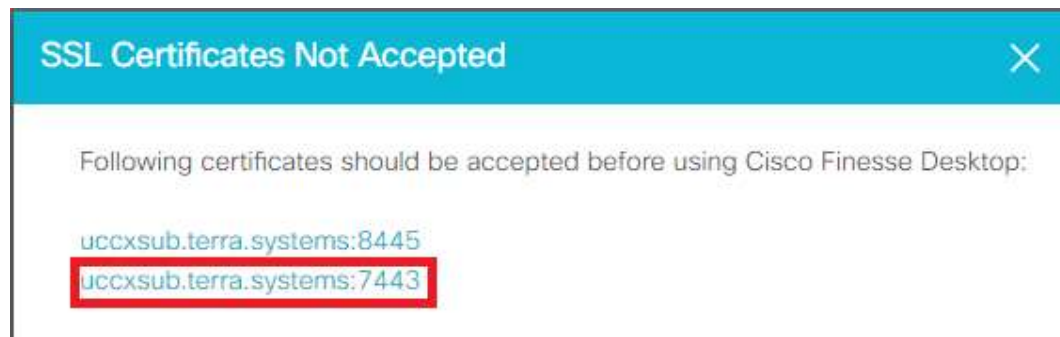 SSL Certificates Not Accepted
Following certificates should be accepted before using Cisco Finesse Desktop:
uccxsub.terra.systems:8445
uccxsub.terra.systems:7443